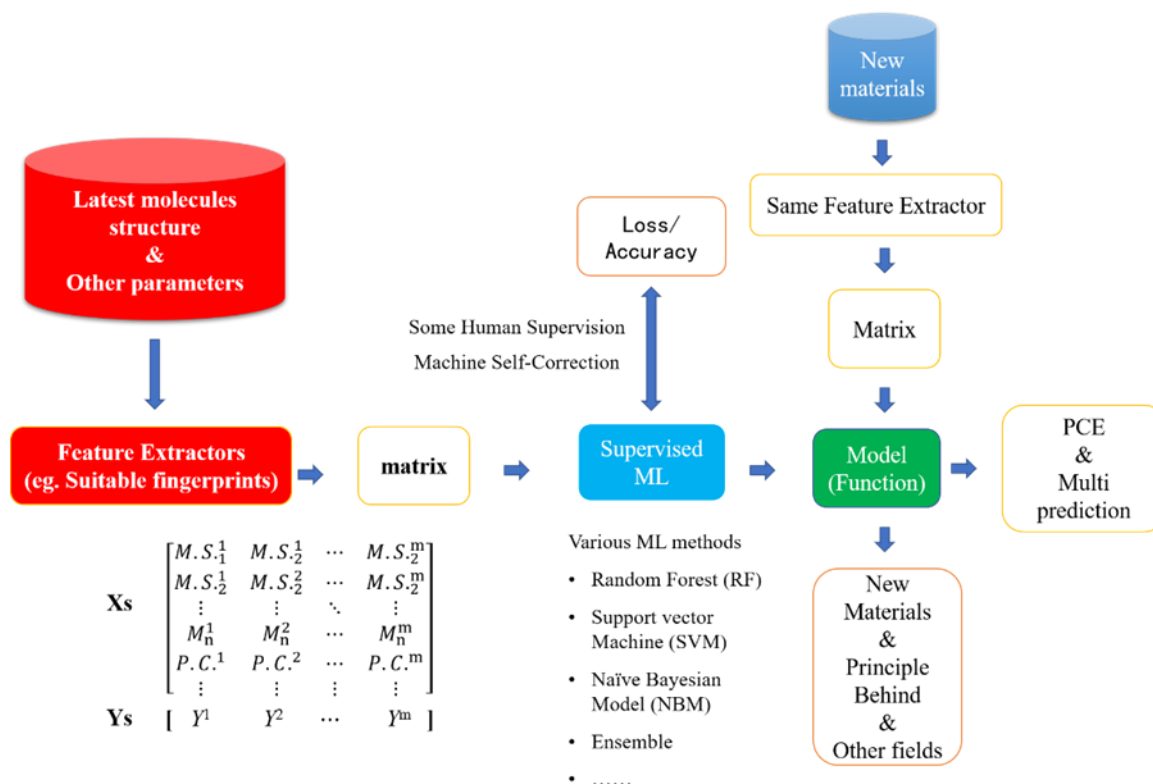 New
materials
Latest molecules
structure
&
Other parameters
Same Feature Extractor
Loss/
Accuracy
Some Human Supervision
Machine Self-Correction
Matrix
Feature Extractors
(eg. Suitable fingerprints)
matrix
Supervised
ML
Model
(Function)
PCE
&
Multi
prediction
Xs
M.S.₁¹ M.S.₂¹ ⋯ M.S.₂ᵐ
M.S.₂¹ M.S.₂² ⋯ M.S.₂ᵐ
⋮ ⋮ ⋱ ⋮
Mₙ¹ Mₙ² ⋯ Mₙᵐ
P.C.¹ P.C.² ⋯ P.C.ᵐ
⋮ ⋮ ⋮ ⋮
Ys [ Y¹ Y² ⋯ Yᵐ ]
Various ML methods
• Random Forest (RF)
• Support vector
Machine (SVM)
• Naïve Bayesian
Model (NBM)
• Ensemble
• ……
New
Materials
&
Principle
Behind
&
Other fields